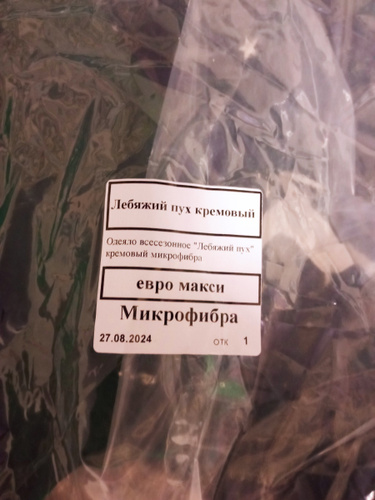 Лебяжий пух кремовый
Одеяло всесезонное "Лебяжий пух"
кремовый микрофибра
евро макси
Микрофибра
27.08.2024 ОТК 1